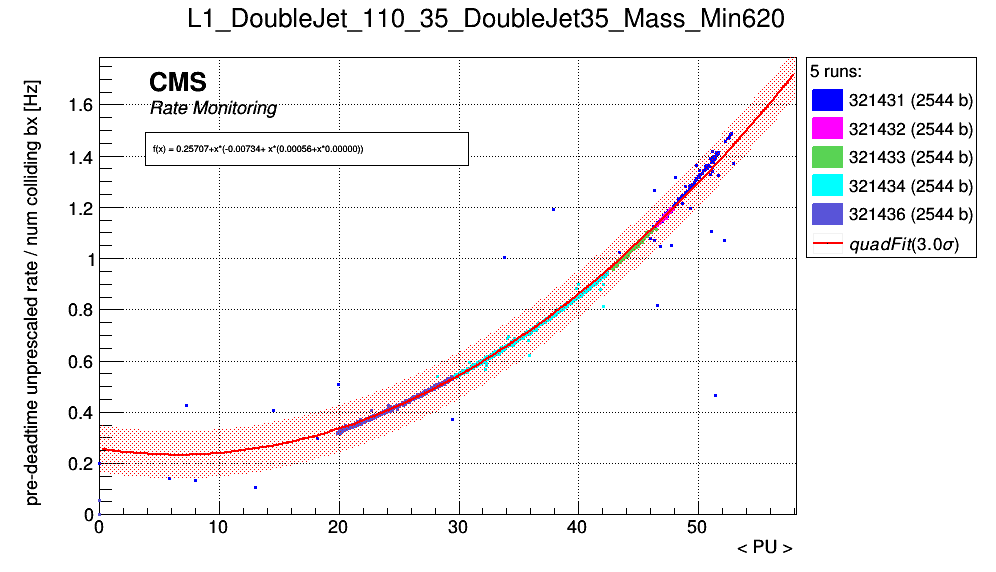 L1_DoubleJet_110_35_DoubleJet35_Mass_Min620
pre-deadtime unprescaled rate / num colliding bx [Hz]
CMS
Rate Monitoring
f(x) = 0.25707+x*(-0.00734+ x*(0.00056+x*0.00000))
1.6
1.4
1.2
1
0.8
0.6
0.4
0.2
0
0 10 20 30 40 50
< PU >
5 runs:
321431 (2544 b)
321432 (2544 b)
321433 (2544 b)
321434 (2544 b)
321436 (2544 b)
quadFit(3.0σ)